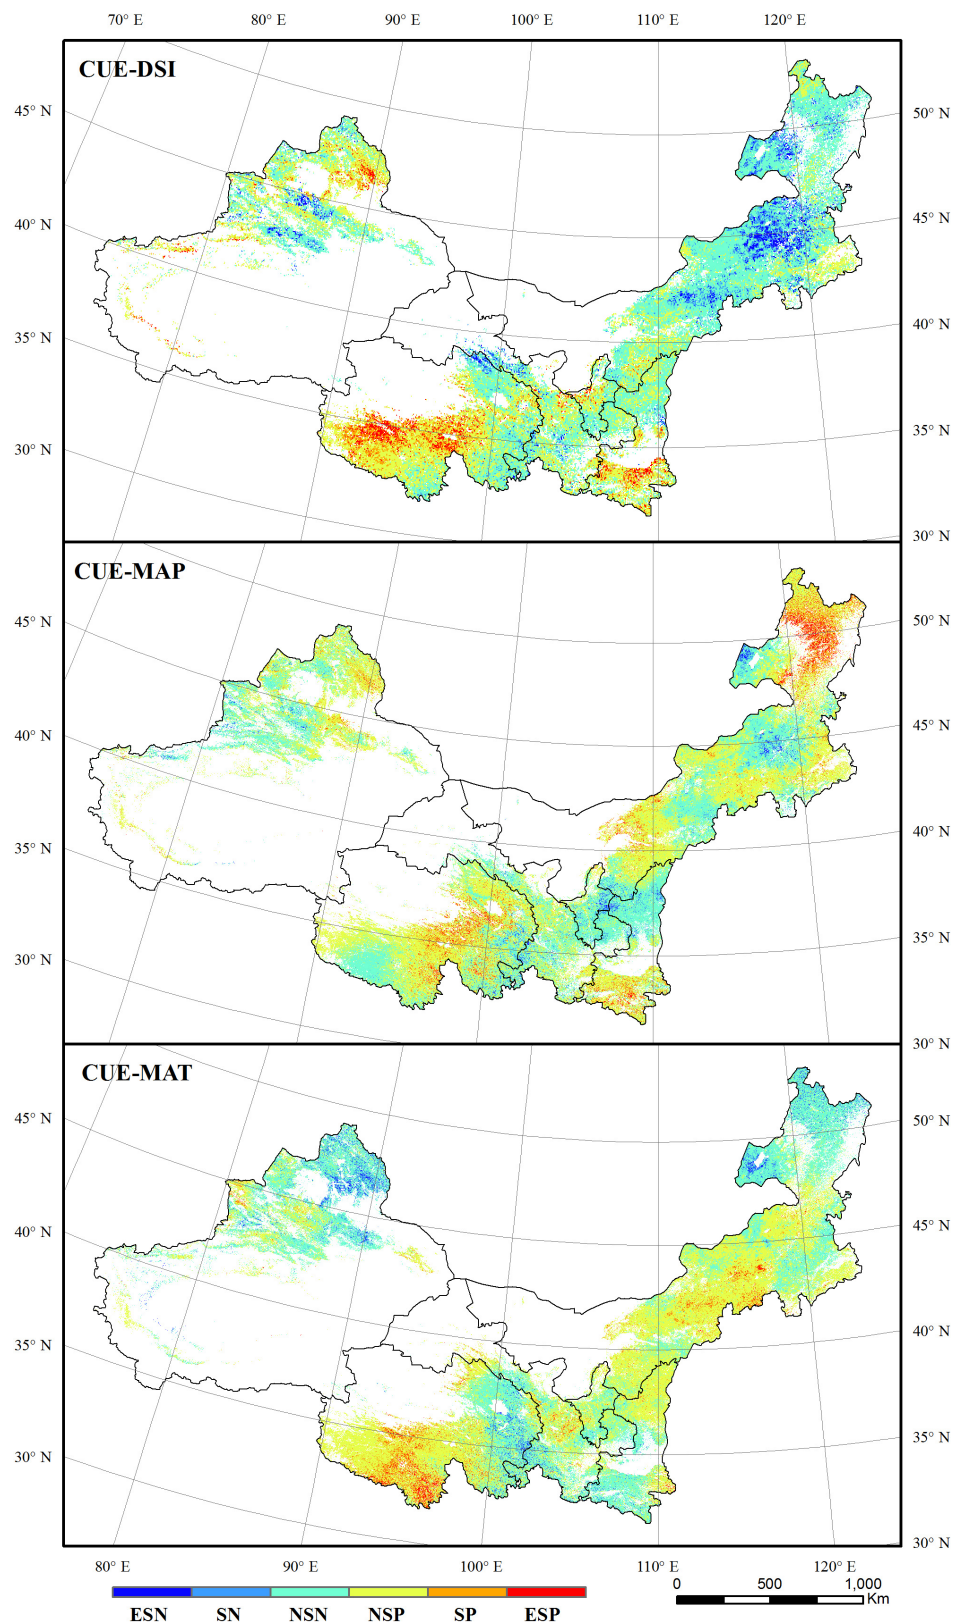 70° E 80° E 90° E 100° E 110° E 120° E
CUE-DSI
45° N
50° N
40° N
45° N
35° N
40° N
30° N
35° N
30° N
CUE-MAP
45° N
50° N
40° N
45° N
35° N
40° N
30° N
35° N
30° N
CUE-MAT
45° N
50° N
40° N
45° N
35° N
40° N
30° N
35° N
30° N
80° E 90° E 100° E 110° E 120° E
0 500 1,000
Km
ESN SN NSN NSP SP ESP